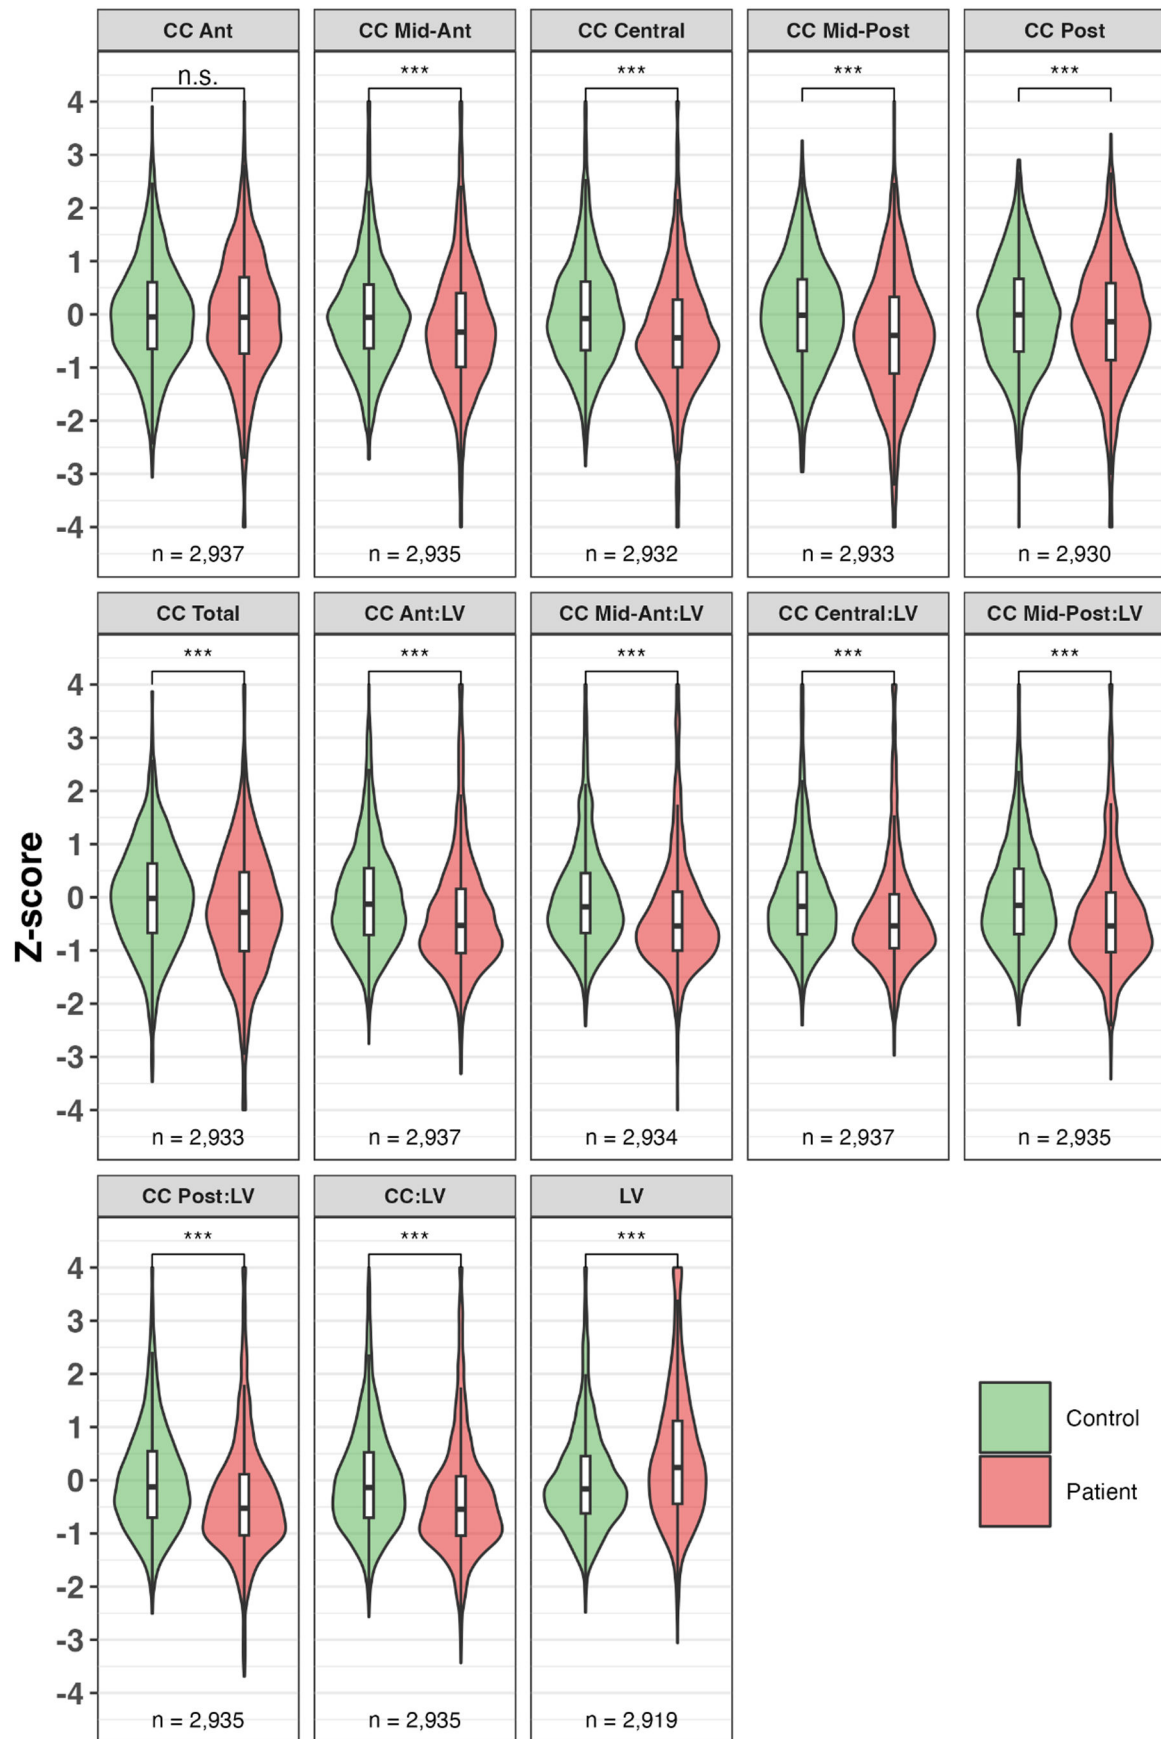 CC Ant CC Mid-Ant CC Central CC Mid-Post CC Post
n.s. *** *** *** ***
4
3
2
1
0
-1
-2
-3
-4
n = 2,937 n = 2,935 n = 2,932 n = 2,933 n = 2,930
CC Total CC Ant:LV CC Mid-Ant:LV CC Central:LV CC Mid-Post:LV
*** *** *** *** ***
4
3
2
1
0
-1
-2
-3
-4
Z-score
n = 2,933 n = 2,937 n = 2,934 n = 2,937 n = 2,935
CC Post:LV CC:LV LV
*** *** ***
4
3
2
1
0
-1
-2
-3
-4
n = 2,935 n = 2,935 n = 2,919
Control
Patient